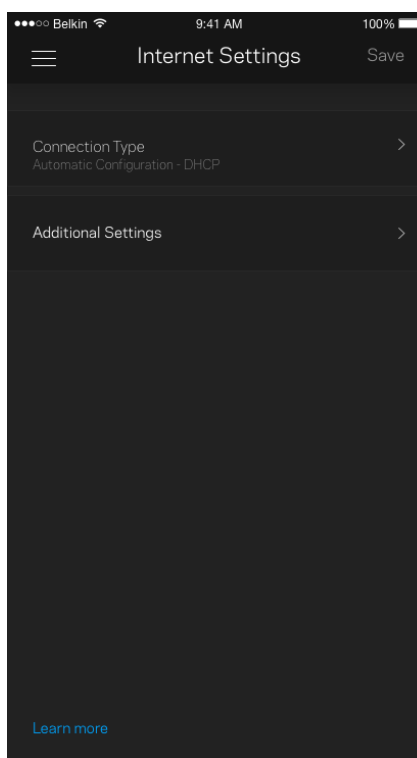 Belkin 9:41 AM 100%
Internet Settings Save
Connection Type
Automatic Configuration - DHCP
Additional Settings
Learn more